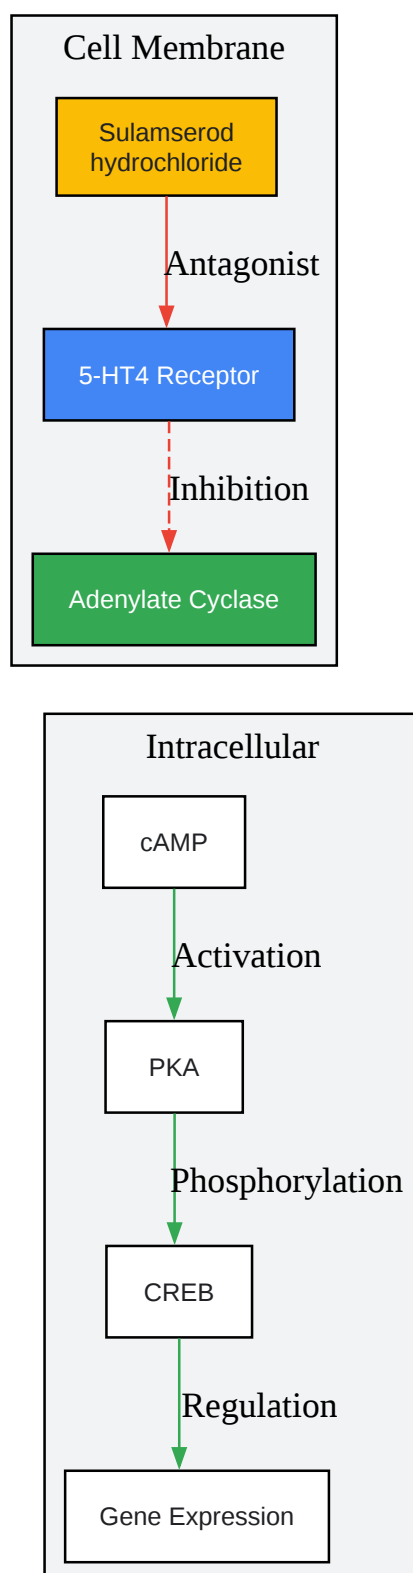 Cell Membrane
Sulamserod
hydrochloride
Antagonist
5-HT4 Receptor
Inhibition
Adenylate Cyclase
Intracellular
cAMP
Activation
PKA
Phosphorylation
CREB
Regulation
Gene Expression